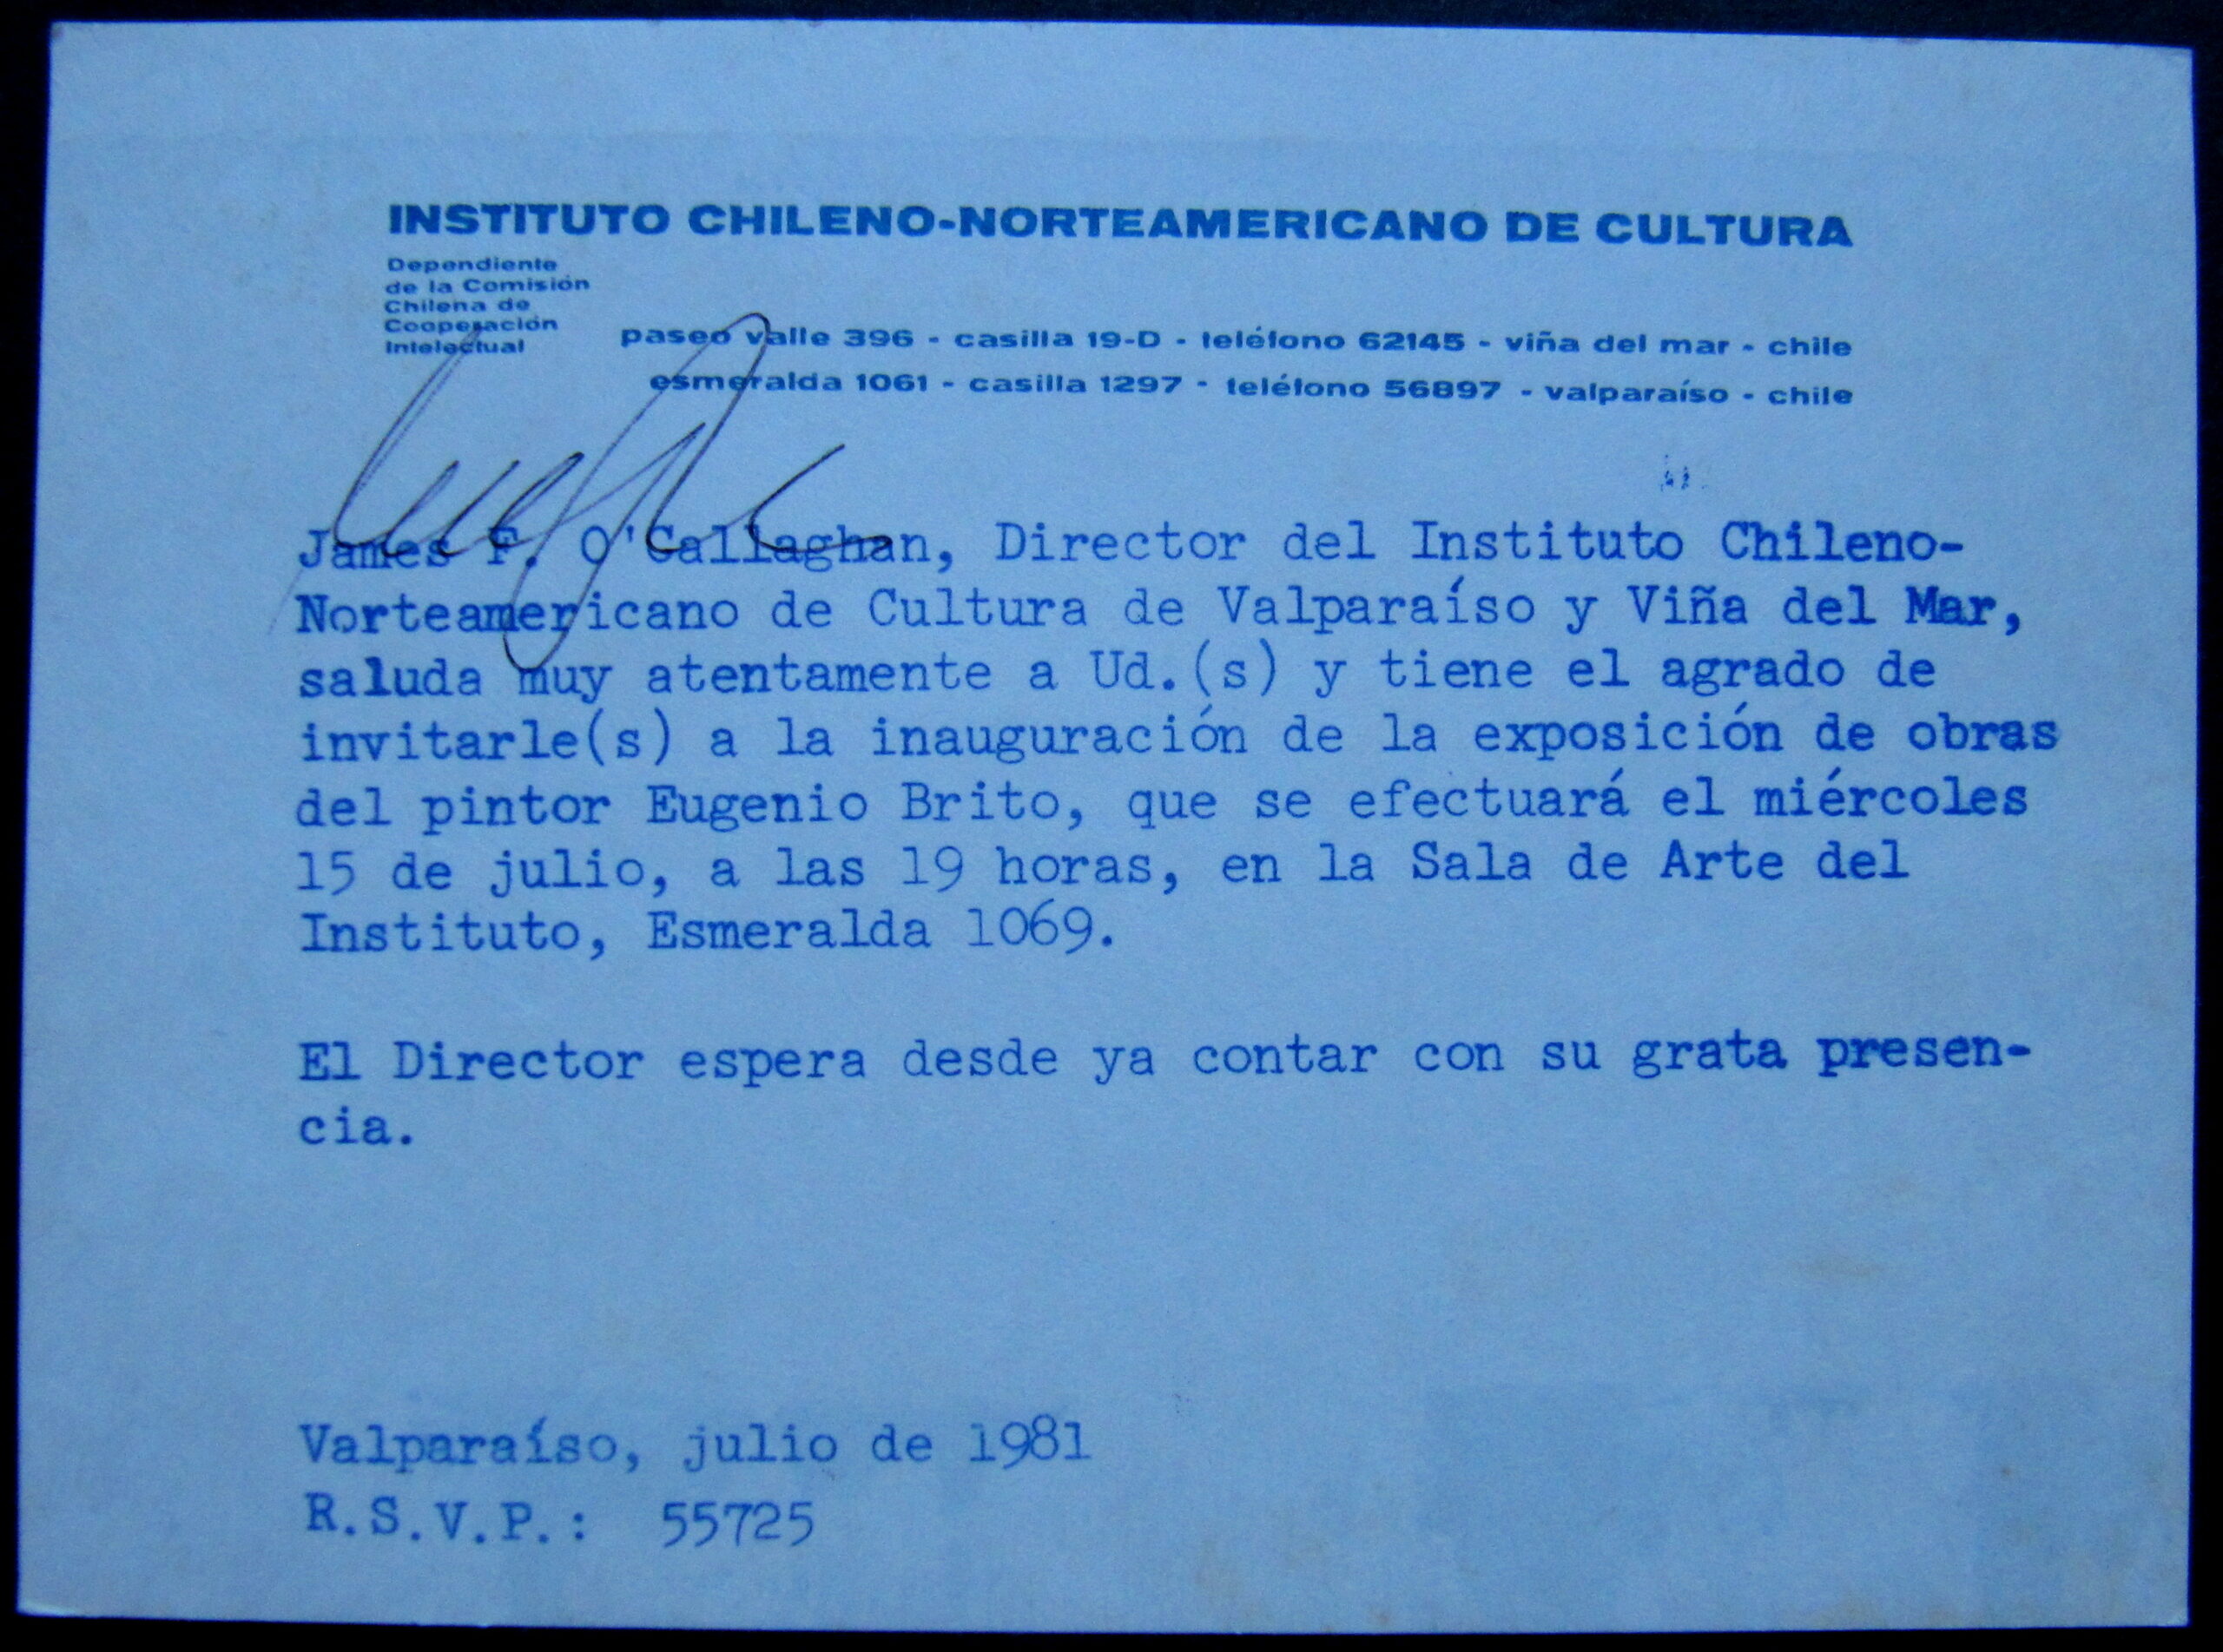 INSTITUTO CHILENO-NORTEAMERICANO DE CULTURA
Dependiente
de la Comisión
Chilena de
Cooperación
Intelectual
paseo valle 396 - casilla 19-D - teléfono 62145 - viña del mar - chile
esmeralda 1061 - casilla 1297 - teléfono 56897 - valparaíso - chile
James F. O'Callaghan, Director del Instituto Chileno-
Norteamericano de Cultura de Valparaíso y Viña del Mar,
saluda muy atentamente a Ud.(s) y tiene el agrado de
invitarle(s) a la inauguración de la exposición de obras
del pintor Eugenio Brito, que se efectuará el miércoles
15 de julio, a las 19 horas, en la Sala de Arte del
Instituto, Esmeralda 1069.
El Director espera desde ya contar con su grata presen-
cia.
Valparaíso, julio de 1981
R.S.V.P.: 55725